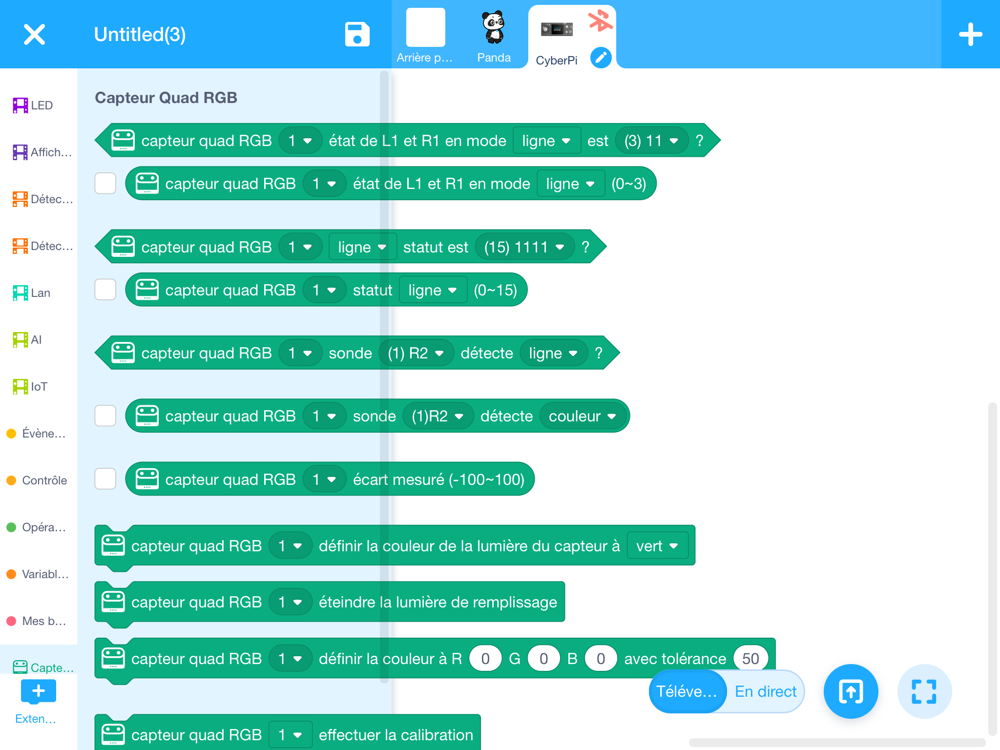 Untitled(3)
Arrière p...
Panda
CyberPi
LED
Affich...
Détec...
Détec...
Lan
AI
IoT
Évène...
Contrôle
Opéra...
Variabl...
Mes b...
Capte...
Exten...
Capteur Quad RGB
capteur quad RGB 1 état de L1 et R1 en mode ligne est (3) 11 ?
capteur quad RGB 1 état de L1 et R1 en mode ligne (0~3)
capteur quad RGB 1 ligne statut est (15) 1111 ?
capteur quad RGB 1 statut ligne (0~15)
capteur quad RGB 1 sonde (1) R2 détecte ligne ?
capteur quad RGB 1 sonde (1)R2 détecte couleur
capteur quad RGB 1 écart mesuré (-100~100)
capteur quad RGB 1 définir la couleur de la lumière du capteur à vert
capteur quad RGB 1 éteindre la lumière de remplissage
capteur quad RGB 1 définir la couleur à R 0 G 0 B 0 avec tolérance 50
capteur quad RGB 1 effectuer la calibration
Téléve... En direct